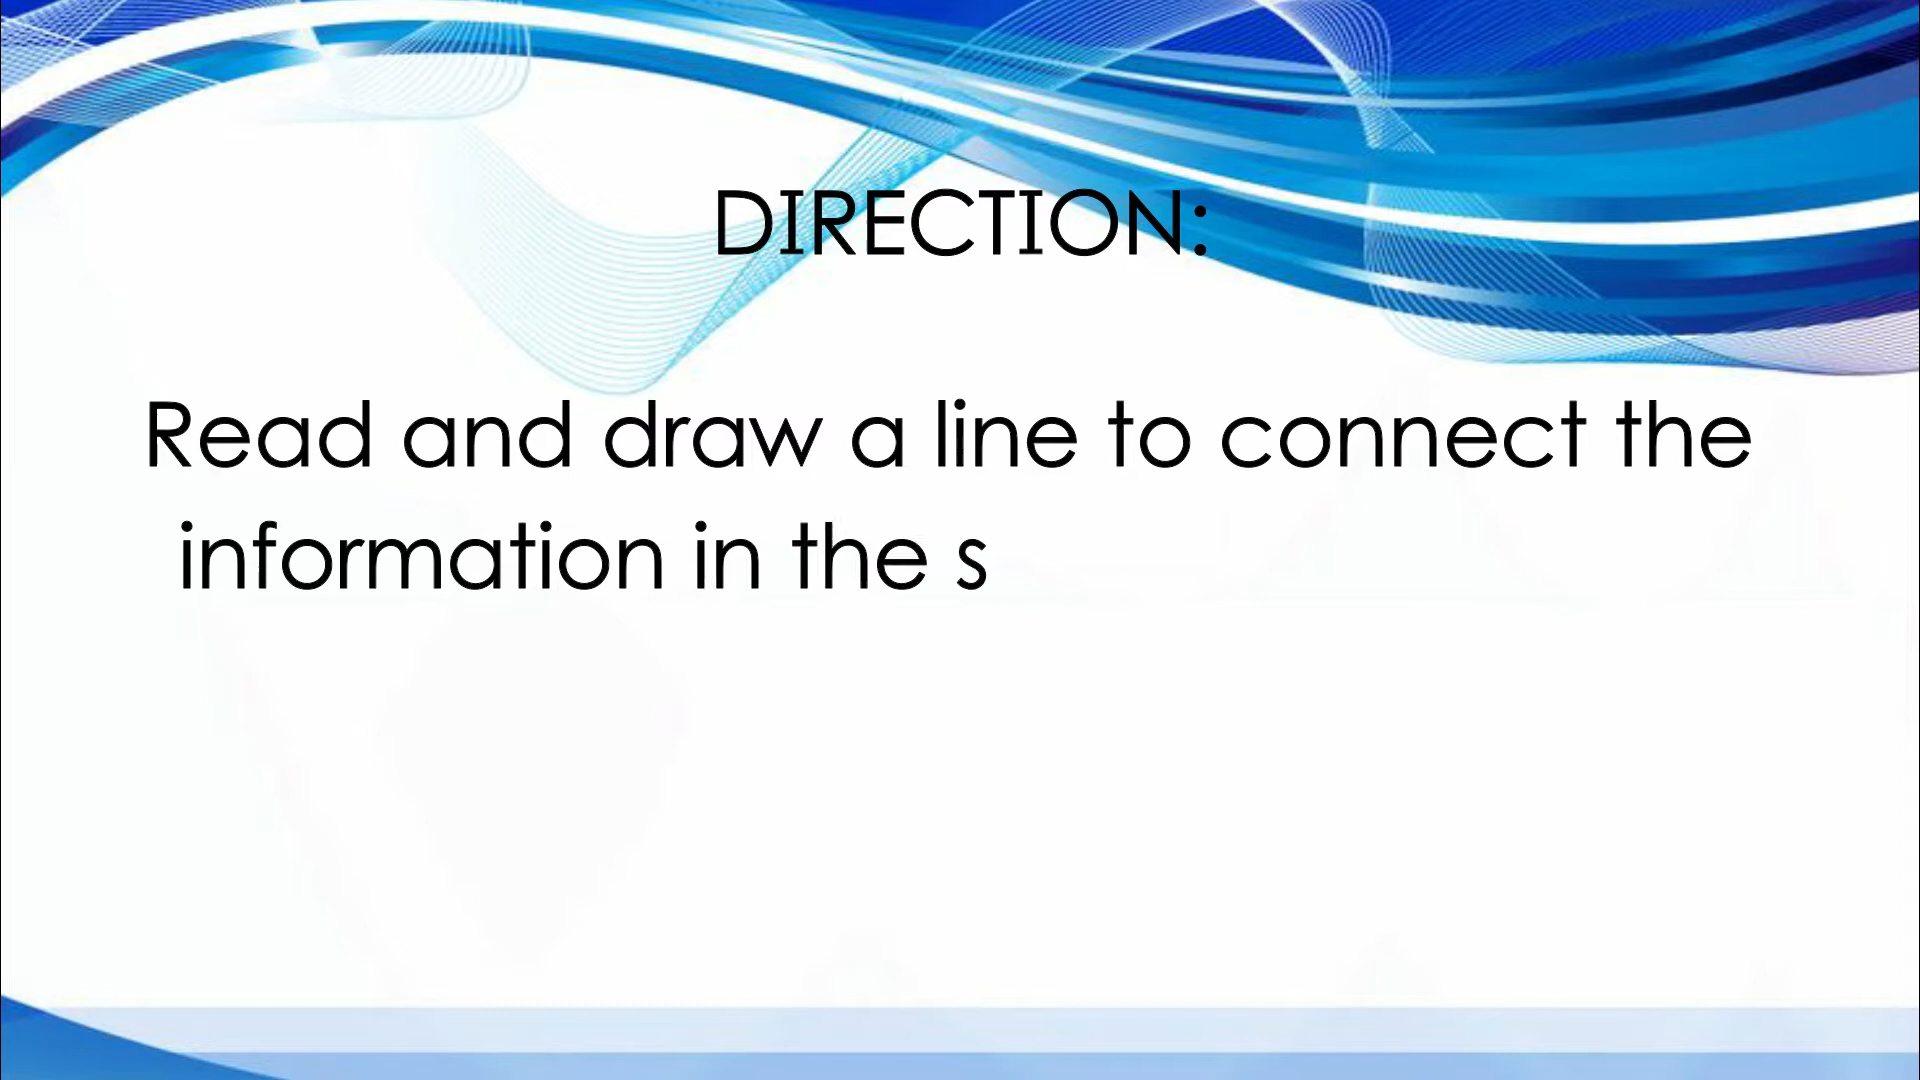 DIRECTION:
Read and draw a line to connect the
information in the s